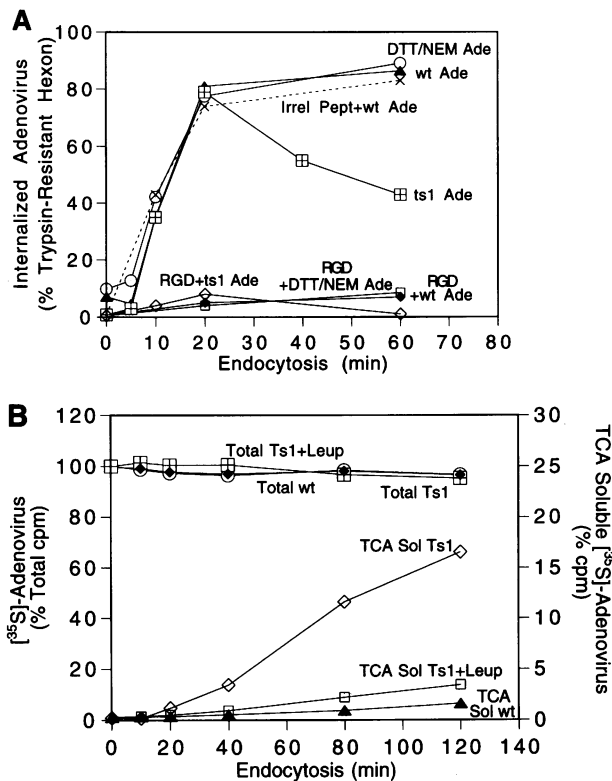 A
Internalized Adenovirus
(% Trypsin-Resistant Hexon)
100
80
60
40
20
0
DTT/NEM Ade
wt Ade
Irrel Pept+wt Ade
ts1 Ade
RGD+ts1 Ade
RGD
+DTT/NEM Ade
RGD
+wt Ade
0 10 20 30 40 50 60 70 80
Endocytosis (min)
B
[35S]-Adenovirus
(% Total cpm)
120
100
80
60
40
20
0
Total Ts1+Leup
Total wt
Total Ts1
TCA Sol Ts1
TCA Sol Ts1+Leup
TCA
Sol wt
30
25
20
15
10
5
0
TCA Soluble [35S]-Adenovirus
(% cpm)
0 20 40 60 80 100 120 140
Endocytosis (min)